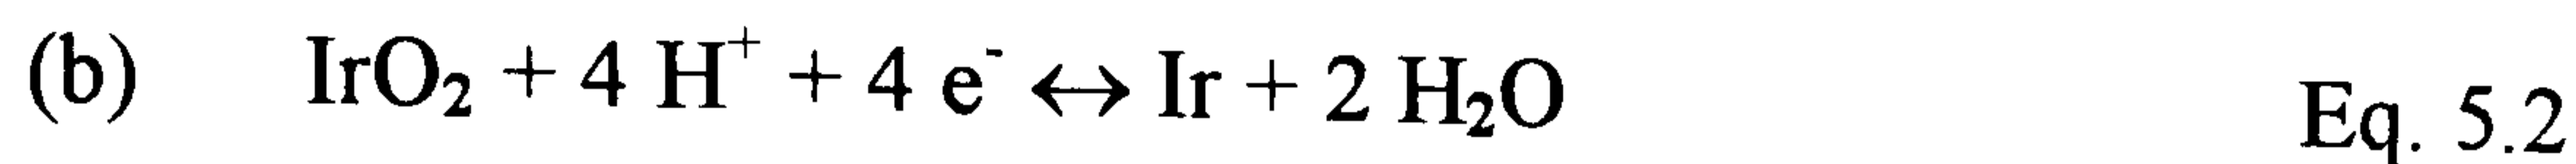 (b) IrO₂ + 4 H⁺ + 4 e⁻ ↔ Ir + 2 H₂O Eq. 5.2